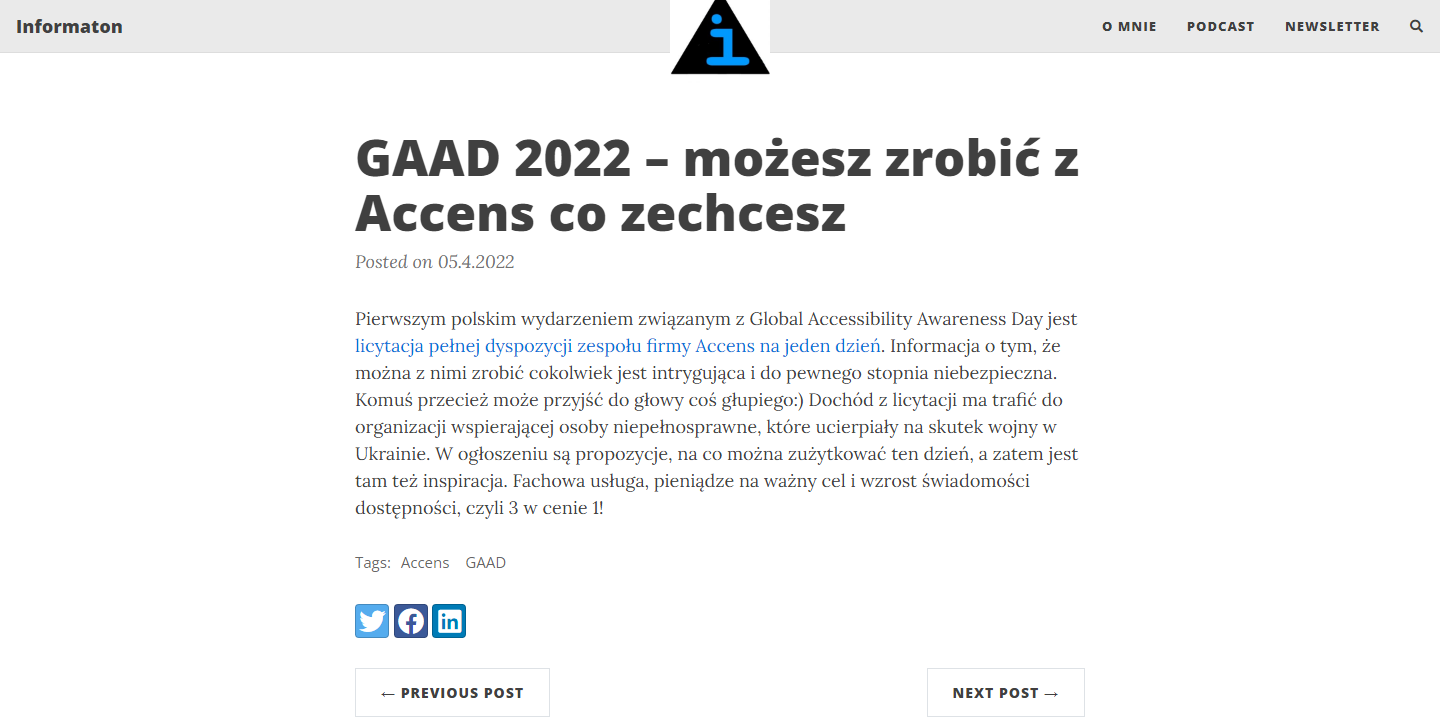 Informaton
i
O MNIE
PODCAST
NEWSLETTER
GAAD 2022 – możesz zrobić z
Accens co zechcesz
Posted on 05.4.2022
Pierwszym polskim wydarzeniem związanym z Global Accessibility Awareness Day jest
licytacja pełnej dyspozycji zespołu firmy Accens na jeden dzień. Informacja o tym, że
można z nimi zrobić cokolwiek jest intrygująca i do pewnego stopnia niebezpieczna.
Komuś przecież może przyjść do głowy coś głupiego:) Dochód z licytacji ma trafić do
organizacji wspierającej osoby niepełnosprawne, które ucierpiały na skutek wojny w
Ukrainie. W ogłoszeniu są propozycje, na co można zużytkować ten dzień, a zatem jest
tam też inspiracja. Fachowa usługa, pieniądze na ważny cel i wzrost świadomości
dostępności, czyli 3 w cenie 1!
Tags: Accens GAAD
in
← PREVIOUS POST
NEXT POST →